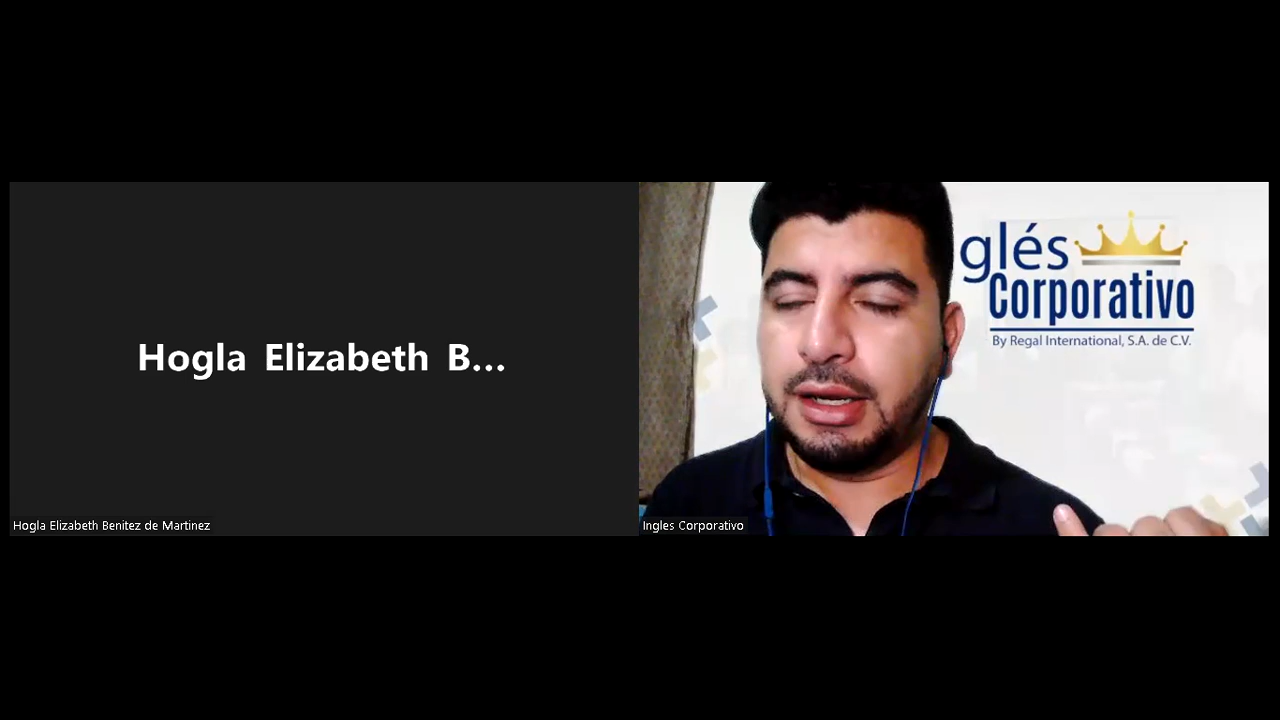 Hogla Elizabeth B...
Hogla Elizabeth Benitez de Martinez
glés
Corporativo
By Regal International, S.A. de C.V.
Ingles Corporativo